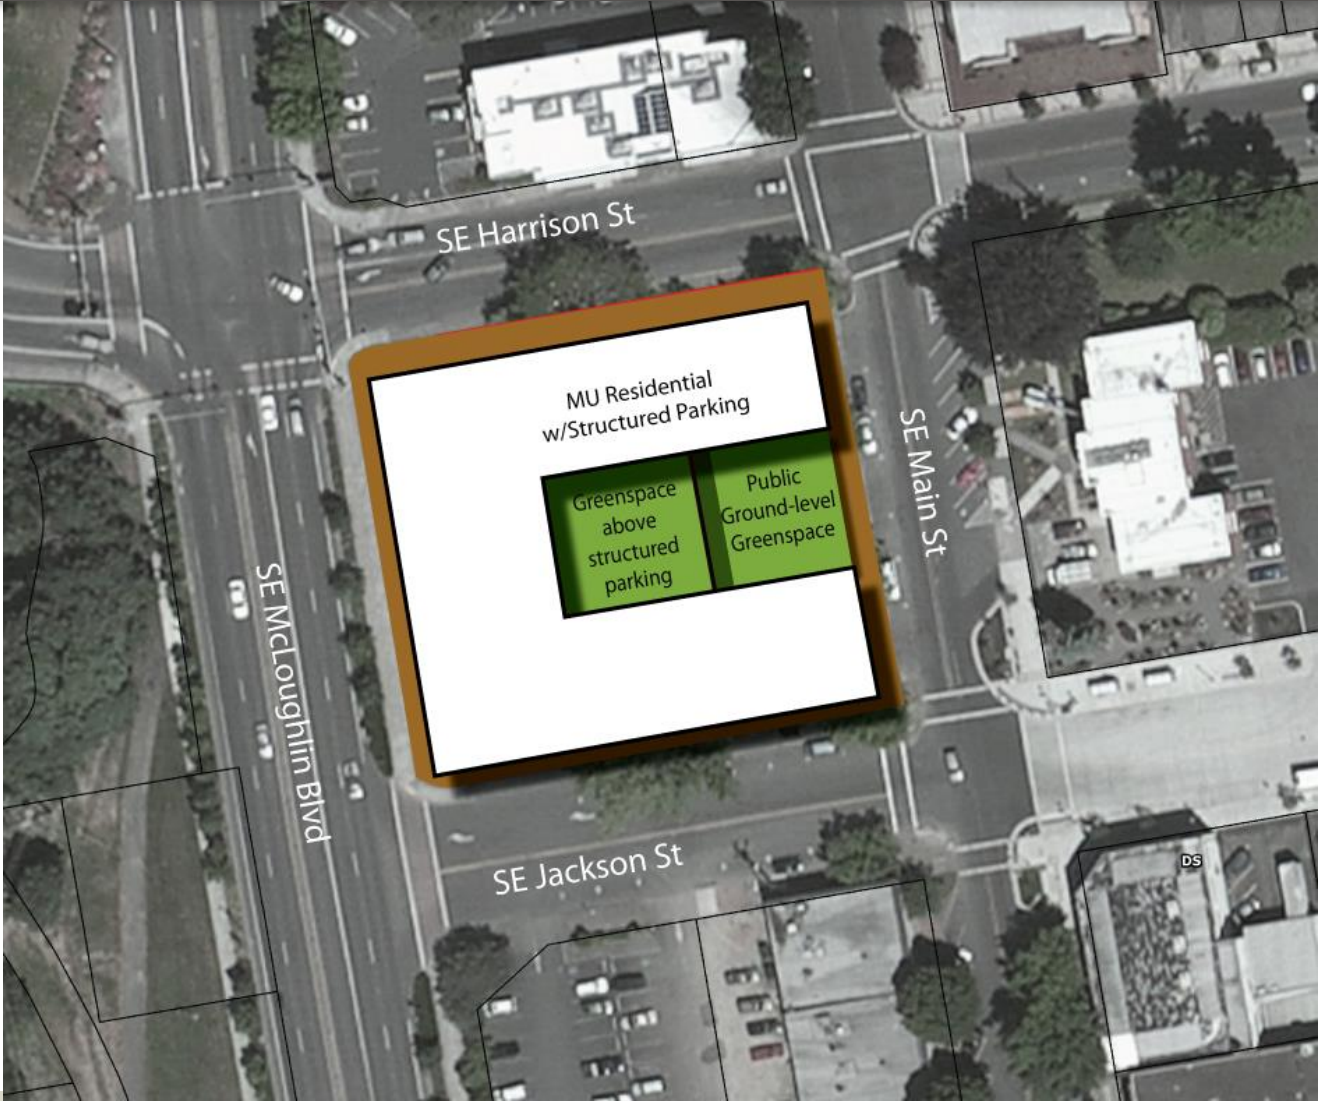 SE Harrison St
MU Residential
w/Structured Parking
Greenspace
above
structured
parking
Public
Ground-level
Greenspace
SE Main St
SE McLoughlin Blvd
SE Jackson St
DS